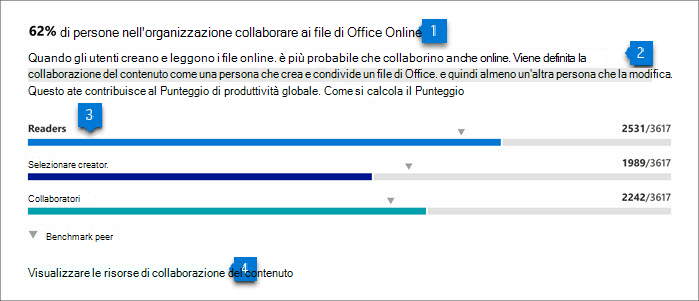 62% di persone nell'organizzazione collaborare ai file di Office Online 1
Quando gli utenti creano e leggono i file online. è più probabile che collaborino anche online. Viene definita la 2
collaborazione del contenuto come una persona che crea e condivide un file di Office. e quindi almeno un'altra persona che la modifica.
Questo ate contribuisce al Punteggio di produttività globale. Come si calcola il Punteggio
3
Readers 2531/3617
Selezionare creator. 1989/3617
Collaboratori 2242/3617
Benchmark peer
Visualizzare le risorse di collaborazione del contenuto 4